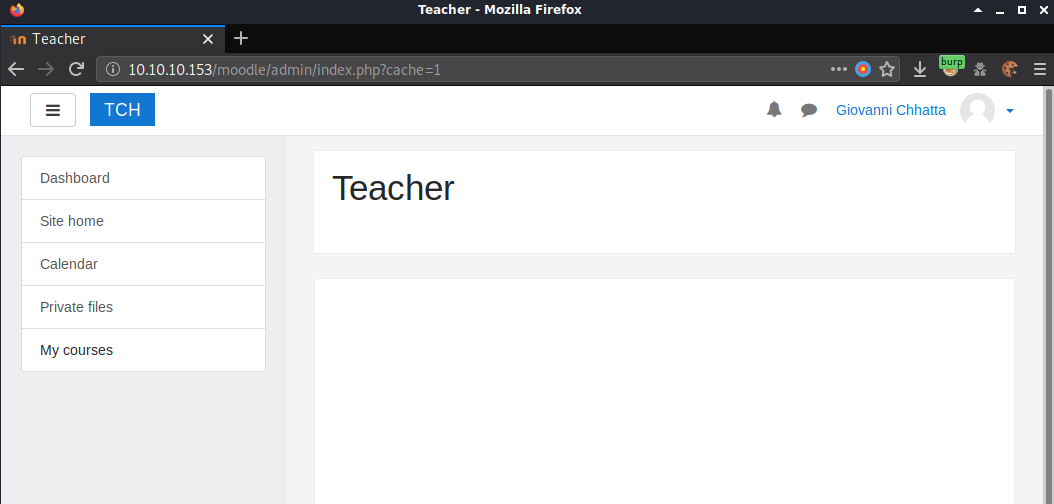 Teacher - Mozilla Firefox
Teacher
10.10.10.153/moodle/admin/index.php?cache=1
burp
TCH
Giovanni Chhatta
Dashboard
Site home
Calendar
Private files
My courses
Teacher